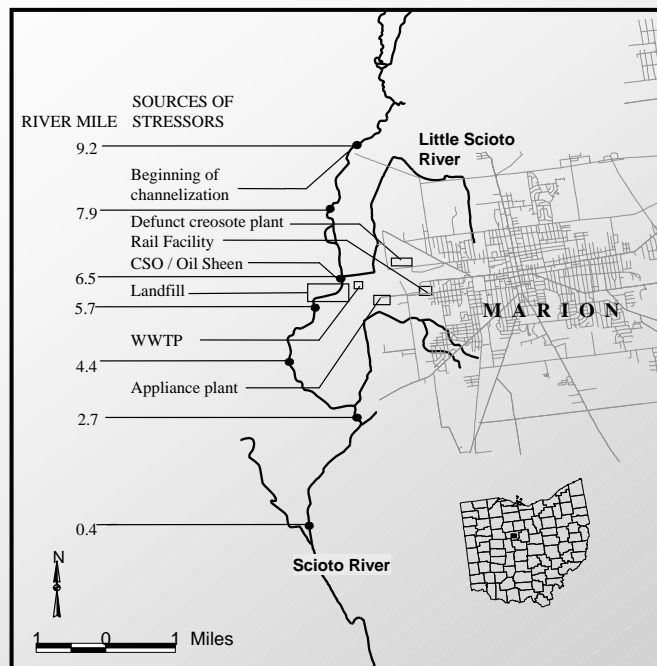 SOURCES OF
RIVER MILE STRESSORS
9.2
Little Scioto
River
Beginning of
channelization
7.9
Defunct creosote plant
Rail Facility
CSO / Oil Sheen
6.5
Landfill
5.7
MARION
WWTP
4.4
Appliance plant
2.7
0.4
Scioto River
N
1 0 1 Miles